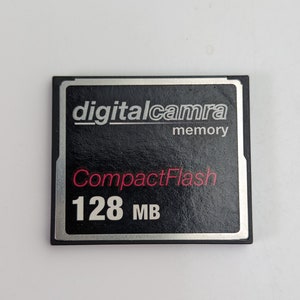 digitalcamra
memory
CompactFlash
128 MB